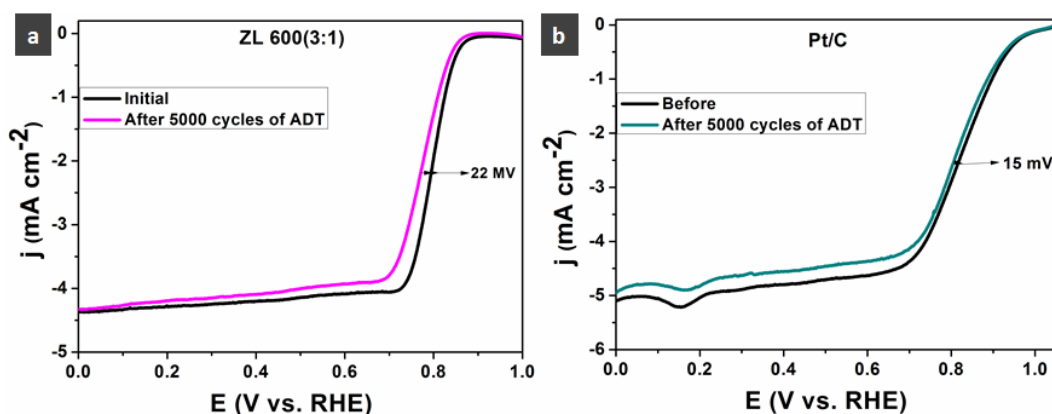 a
ZL 600(3:1)
Initial
After 5000 cycles of ADT
22 MV
j (mA cm-2)
0
-1
-2
-3
-4
-5
0.0 0.2 0.4 0.6 0.8 1.0
E (V vs. RHE)
b
Pt/C
Before
After 5000 cycles of ADT
15 mV
j (mA cm-2)
0
-1
-2
-3
-4
-5
-6
0.0 0.2 0.4 0.6 0.8 1.0
E (V vs. RHE)